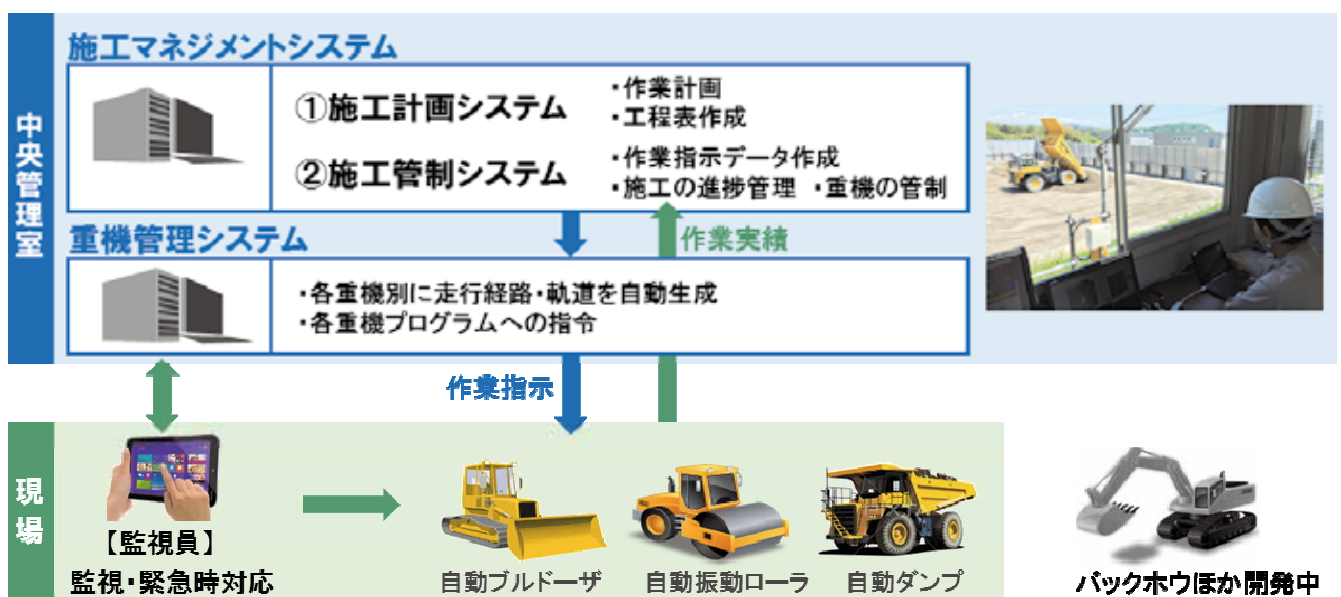 中央管理室
施工マネジメントシステム
①施工計画システム
・作業計画
・工程表作成
②施工管制システム
・作業指示データ作成
・施工の進捗管理 ・重機の管制
作業実績
重機管理システム
・各重機別に走行経路・軌道を自動生成
・各重機プログラムへの指令
作業指示
現場
【監視員】
監視・緊急時対応
自動ブルドーザ
自動振動ローラ
自動ダンプ
バックホウほか開発中